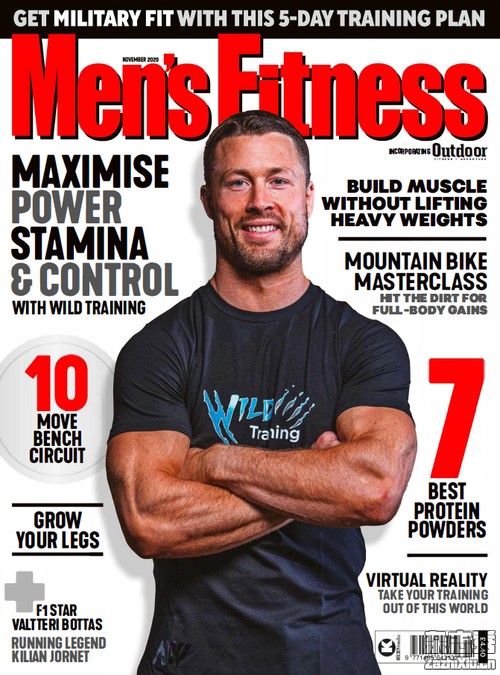 GET MILITARY FIT WITH THIS 5-DAY TRAINING PLAN
NOVEMBER 2020
Men's Fitness
INCORPORATING Outdoor
FITNESS + ADVENTURE
MAXIMISE
POWER
STAMINA
& CONTROL
WITH WILD TRAINING
BUILD MUSCLE
WITHOUT LIFTING
HEAVY WEIGHTS
MOUNTAIN BIKE
MASTERCLASS
HIT THE DIRT FOR
FULL-BODY GAINS
10
MOVE
BENCH
CIRCUIT
WILD
Training
7
BEST
PROTEIN
POWDERS
GROW
YOUR LEGS
VIRTUAL REALITY
TAKE YOUR TRAINING
OUT OF THIS WORLD
+
F1 STAR
VALTTERI BOTTAS
RUNNING LEGEND
KILIAN JORNET